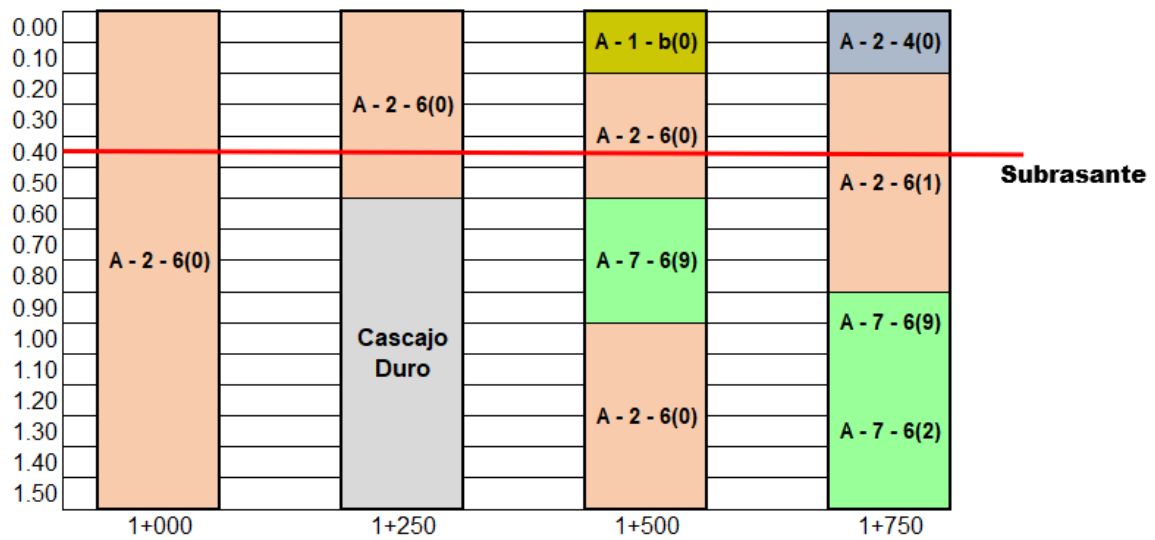 0.00
0.10
0.20
0.30
0.40
0.50
0.60
0.70
0.80
0.90
1.00
1.10
1.20
1.30
1.40
1.50
A - 2 - 6(0)
A - 2 - 6(0)
Cascajo
Duro
A - 1 - b(0)
A - 2 - 6(0)
A - 7 - 6(9)
A - 2 - 6(0)
A - 2 - 4(0)
A - 2 - 6(1)
A - 7 - 6(9)
A - 7 - 6(2)
Subrasante
1+000
1+250
1+500
1+750